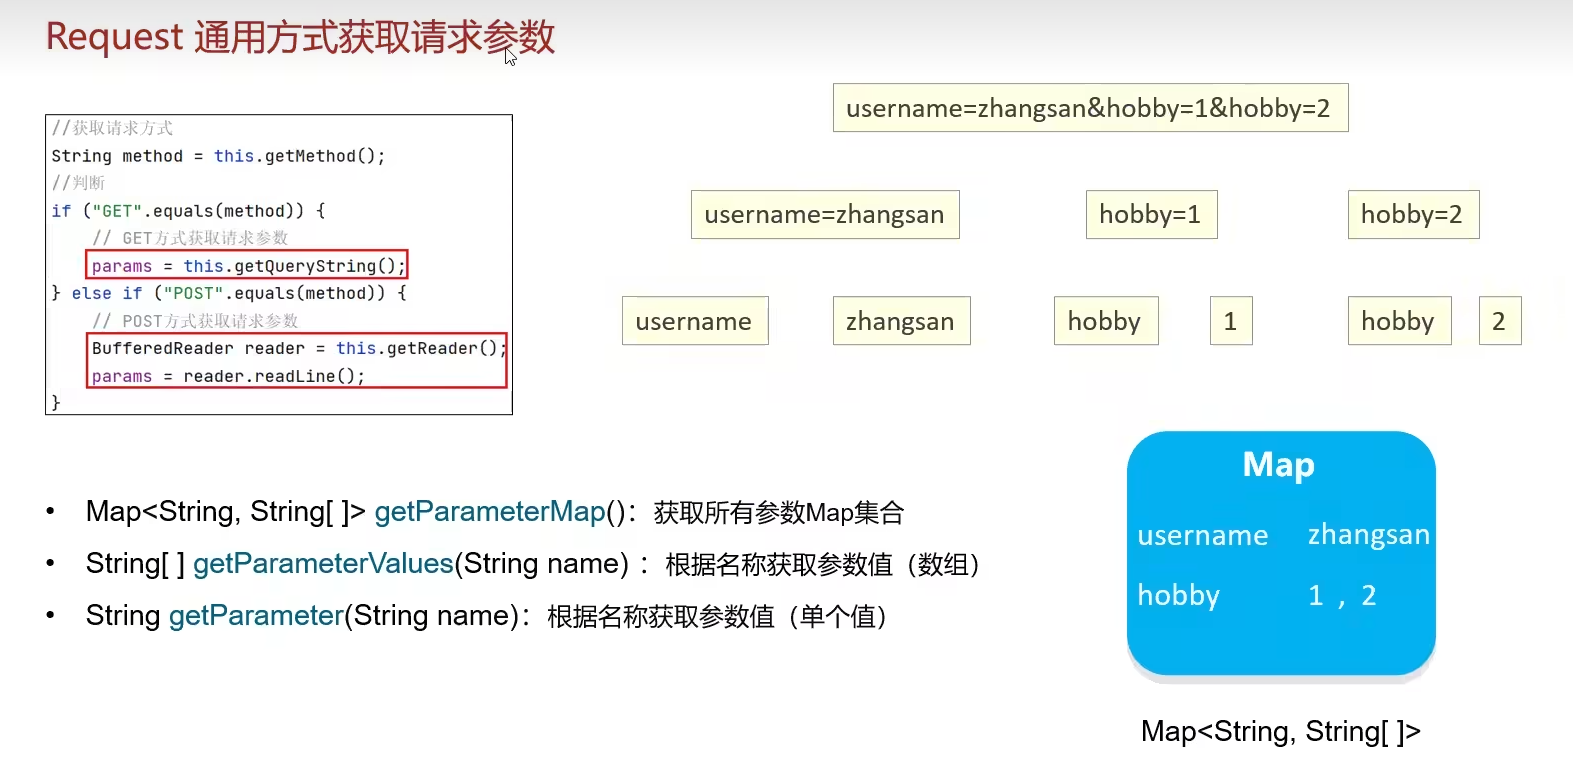 Request 通用方式获取请求参数
//获取请求方式
String method = this.getMethod();
//判断
if ("GET".equals(method)) {
// GET方式获取请求参数
params = this.getQueryString();
} else if ("POST".equals(method)) {
// POST方式获取请求参数
BufferedReader reader = this.getReader();
params = reader.readLine();
}
username=zhangsan&hobby=1&hobby=2
username=zhangsan hobby=1 hobby=2
username zhangsan hobby 1 hobby 2
• Map<String, String[ ]> getParameterMap()：获取所有参数Map集合
• String[ ] getParameterValues(String name) ：根据名称获取参数值（数组）
• String getParameter(String name)：根据名称获取参数值（单个值）
Map
username zhangsan
hobby 1 , 2
Map<String, String[ ]>